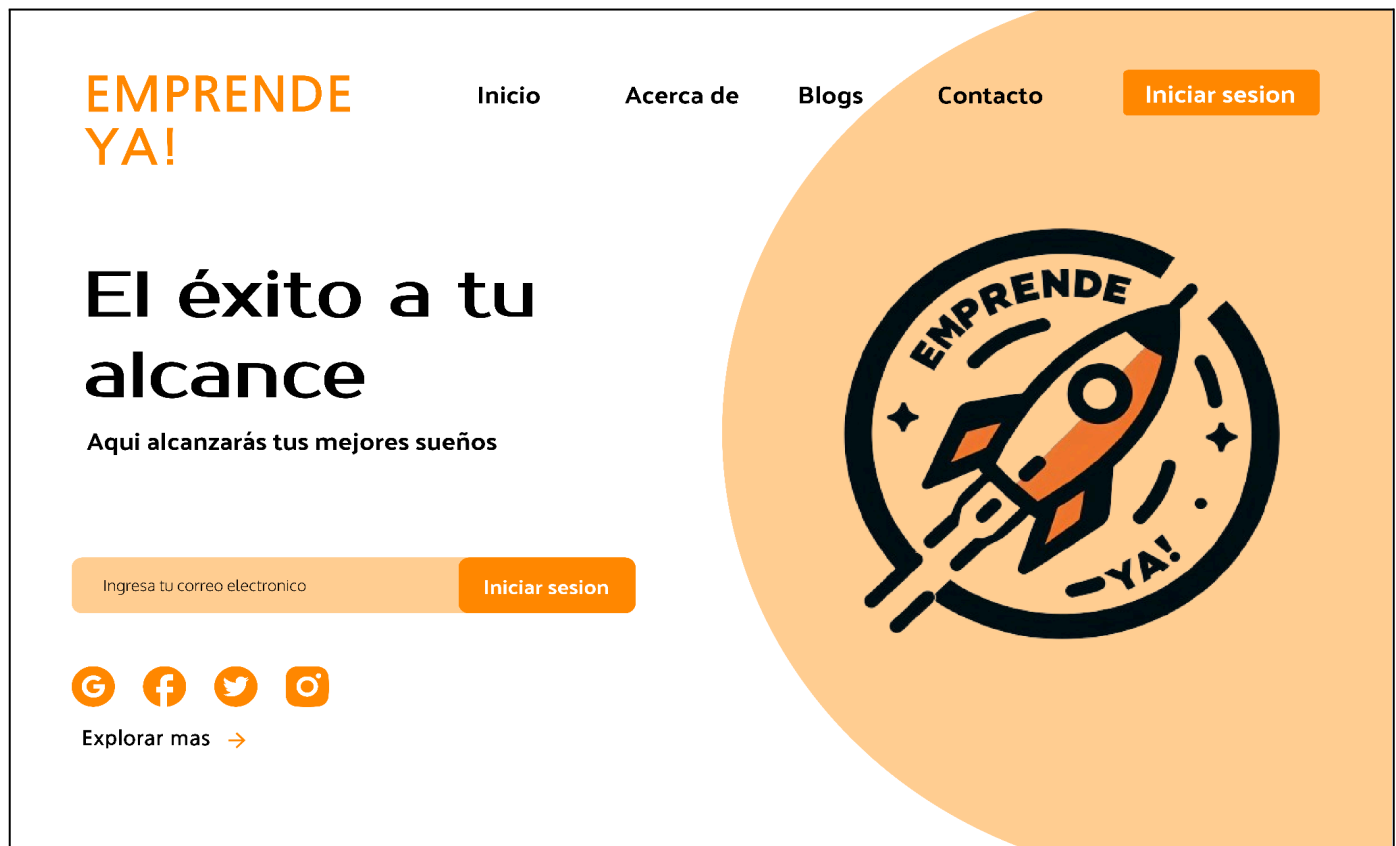 EMPRENDE
YA!
Inicio Acerca de Blogs Contacto Iniciar sesion
El éxito a tu
alcance
Aqui alcanzarás tus mejores sueños
EMPRENDE
YA!
Ingresa tu correo electronico Iniciar sesion
Explorar mas